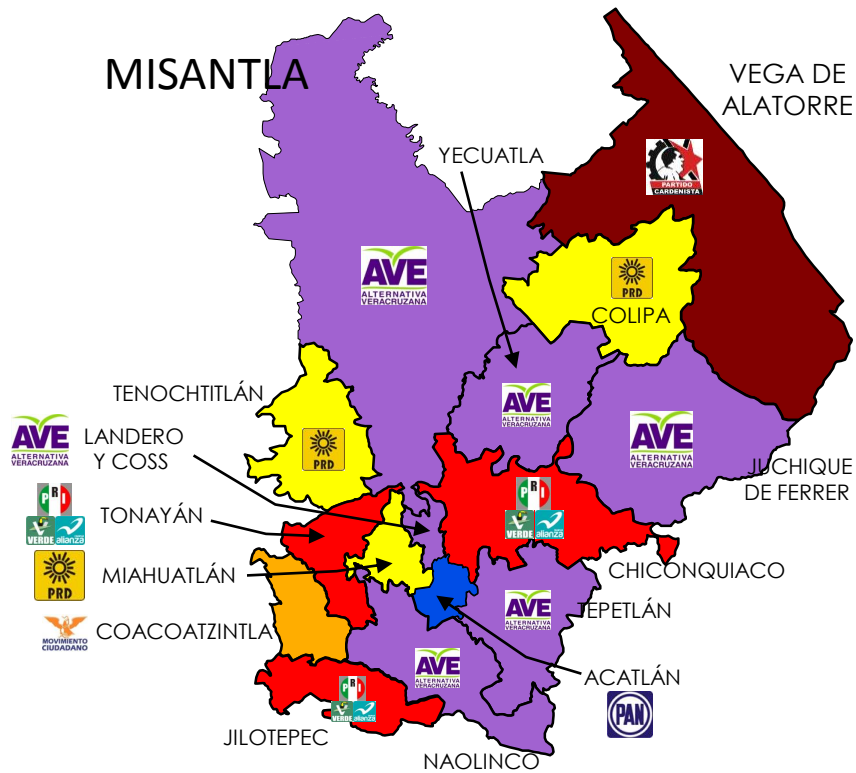 MISANTLA
VEGA DE
ALATORRE
YECUATLA
PARTIDO
CARDENISTA
AVE
ALTERNATIVA
VERACRUZANA
PRD
COLIPA
TENOCHTITLÁN
AVE
ALTERNATIVA
VERACRUZANA
AVE
ALTERNATIVA
VERACRUZANA
AVE
ALTERNATIVA
VERACRUZANA
LANDERO
Y COSS
PRD
JUCHIQUE
DE FERRER
PRI
VERDE alianza
TONAYÁN
PRI
VERDE alianza
PRD
MIAHUATLÁN
CHICONQUIACO
AVE
ALTERNATIVA
VERACRUZANA
TEPETLÁN
MOVIMIENTO
CIUDADANO
COACOATZINTLA
AVE
ALTERNATIVA
VERACRUZANA
ACATLÁN
PRI
VERDE alianza
PAN
JILOTEPEC
NAOLINCO